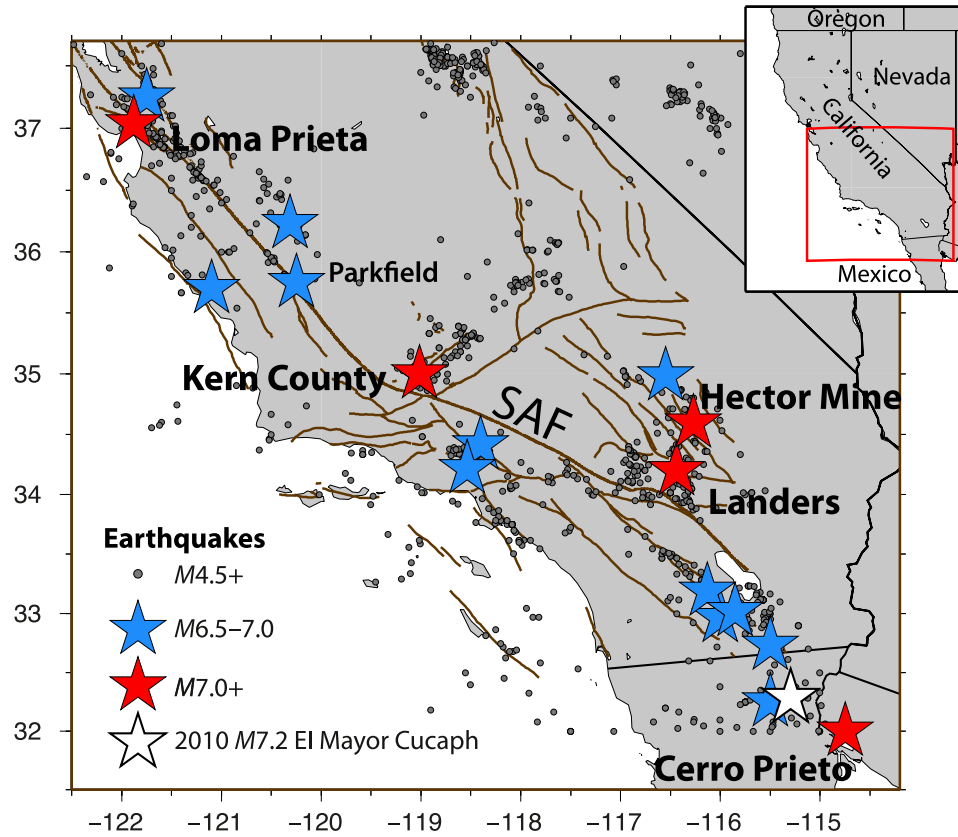 Oregon
Nevada
California
Mexico
37
36
35
34
33
32
Loma Prieta
Parkfield
Kern County
SAF
Hector Mine
Landers
Cerro Prieto
Earthquakes
M4.5+
M6.5–7.0
M7.0+
2010 M7.2 El Mayor Cucaph
−122
−121
−120
−119
−118
−117
−116
−115